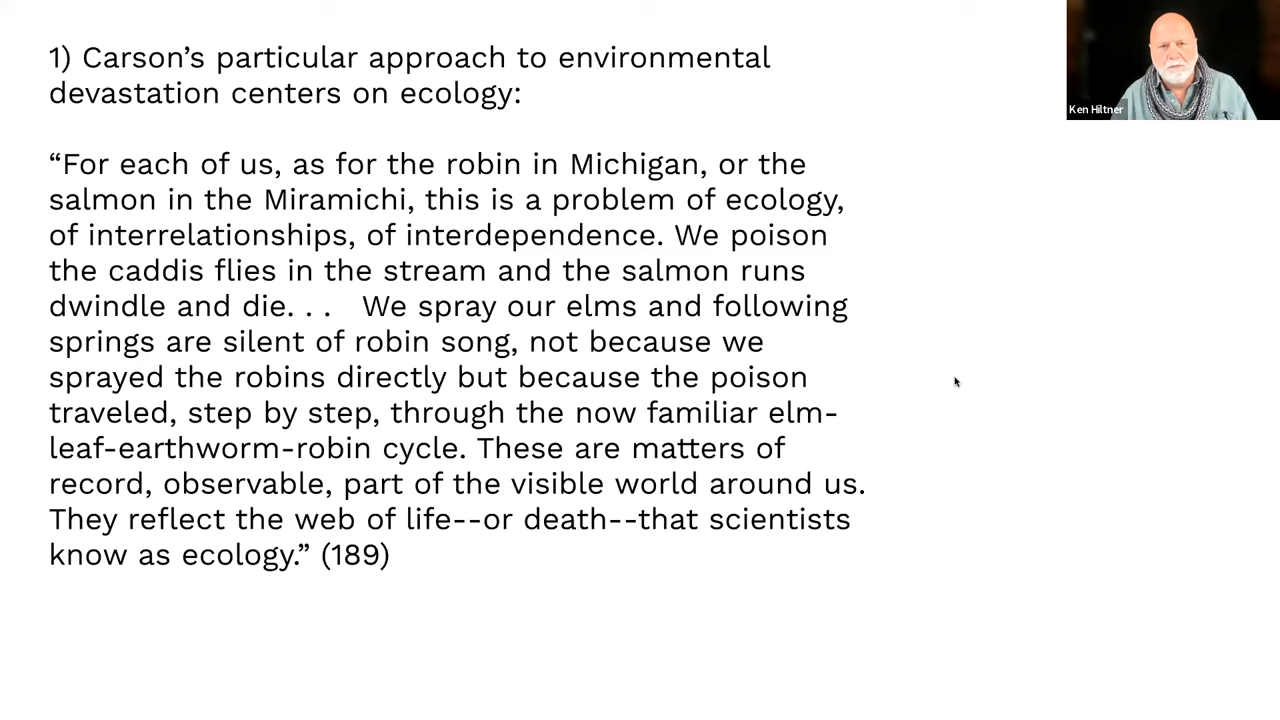 1) Carson’s particular approach to environmental
devastation centers on ecology:
“For each of us, as for the robin in Michigan, or the
salmon in the Miramichi, this is a problem of ecology,
of interrelationships, of interdependence. We poison
the caddis flies in the stream and the salmon runs
dwindle and die. . .   We spray our elms and following
springs are silent of robin song, not because we
sprayed the robins directly but because the poison
traveled, step by step, through the now familiar elm-
leaf-earthworm-robin cycle. These are matters of
record, observable, part of the visible world around us.
They reflect the web of life--or death--that scientists
know as ecology.” (189)
Ken Hiltner